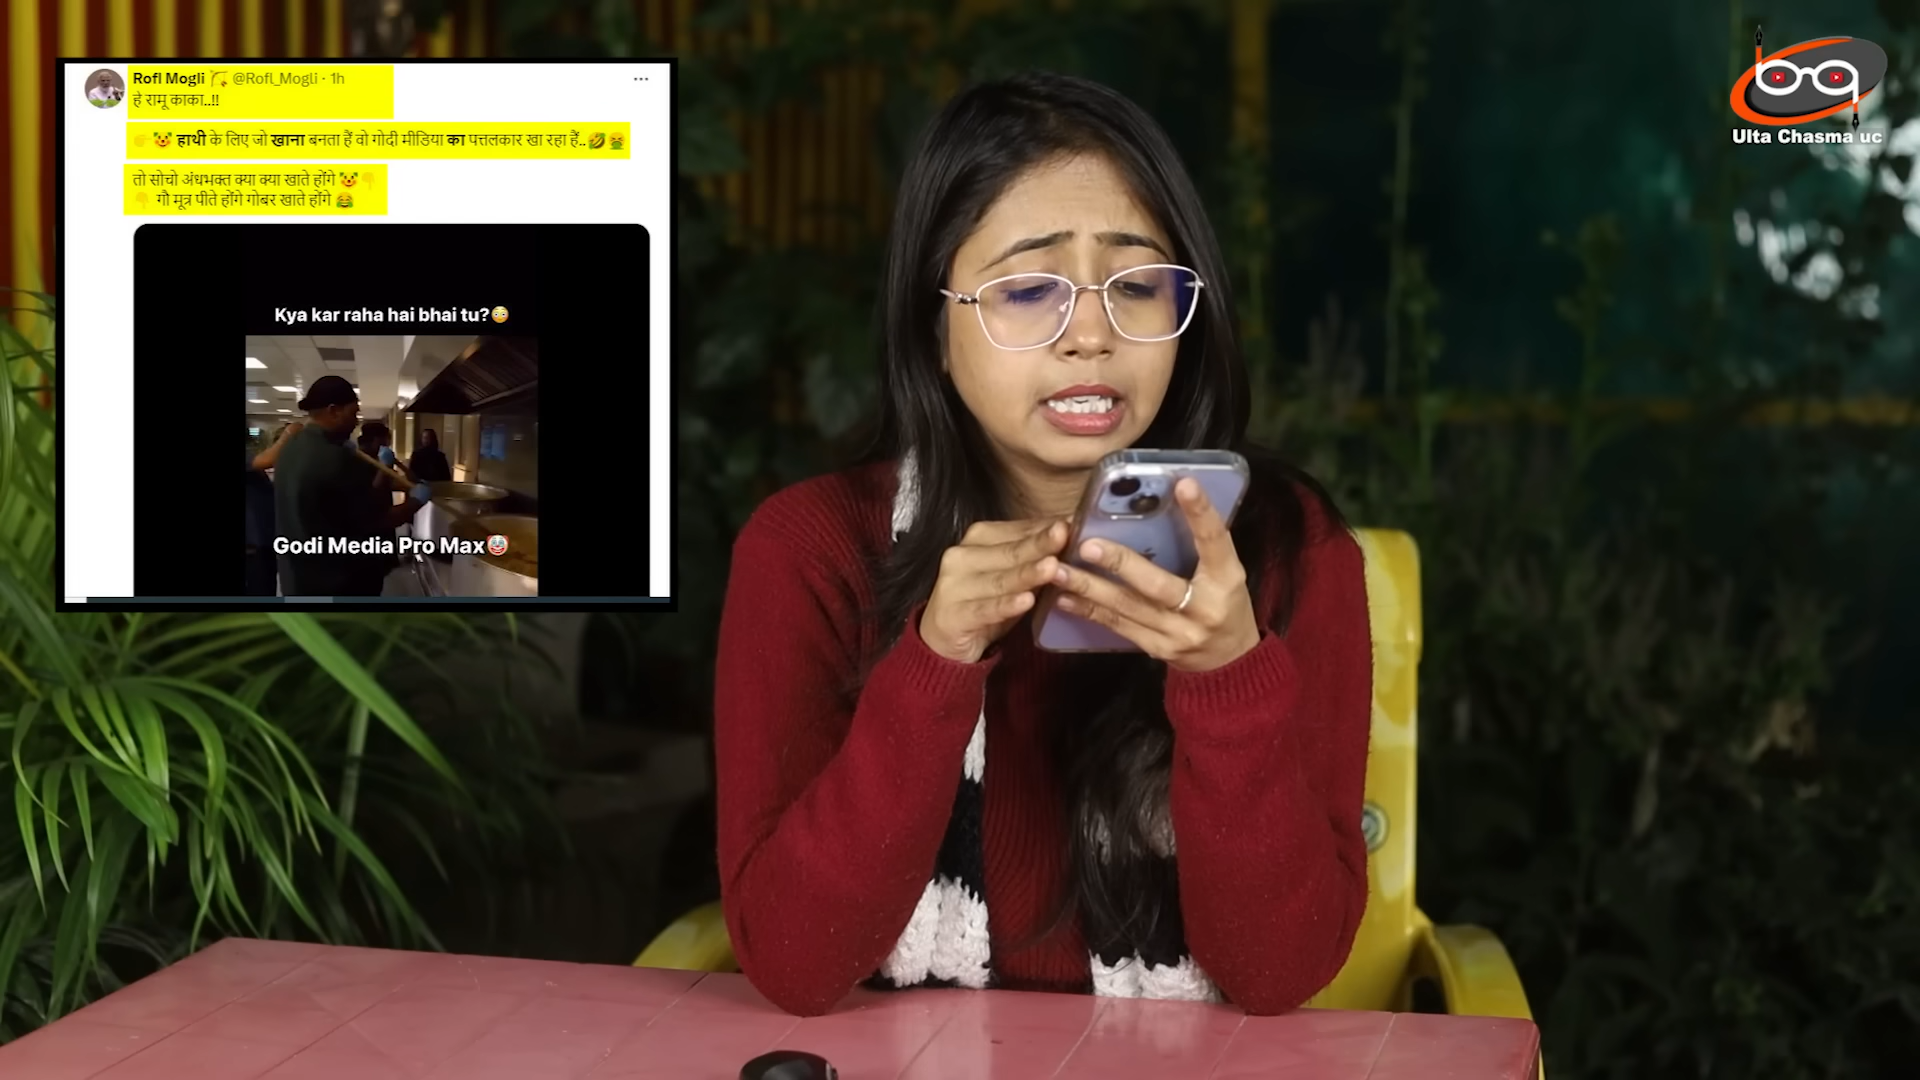 Rofl Mogli 🏹 @Rofl_Mogli · 1h
हे रामू काका..!!
👉🤡 हाथी के लिए जो खाना बनता हैं वो गोदी मीडिया का पत्तलकार खा रहा हैं..🤣🤮
तो सोचो अंधभक्त क्या क्या खाते होंगे 🤡👇
👇 गौ मूत्र पीते होंगे गोबर खाते होंगे 😂
Kya kar raha hai bhai tu?😳
Godi Media Pro Max🤡
Ulta Chasma uc